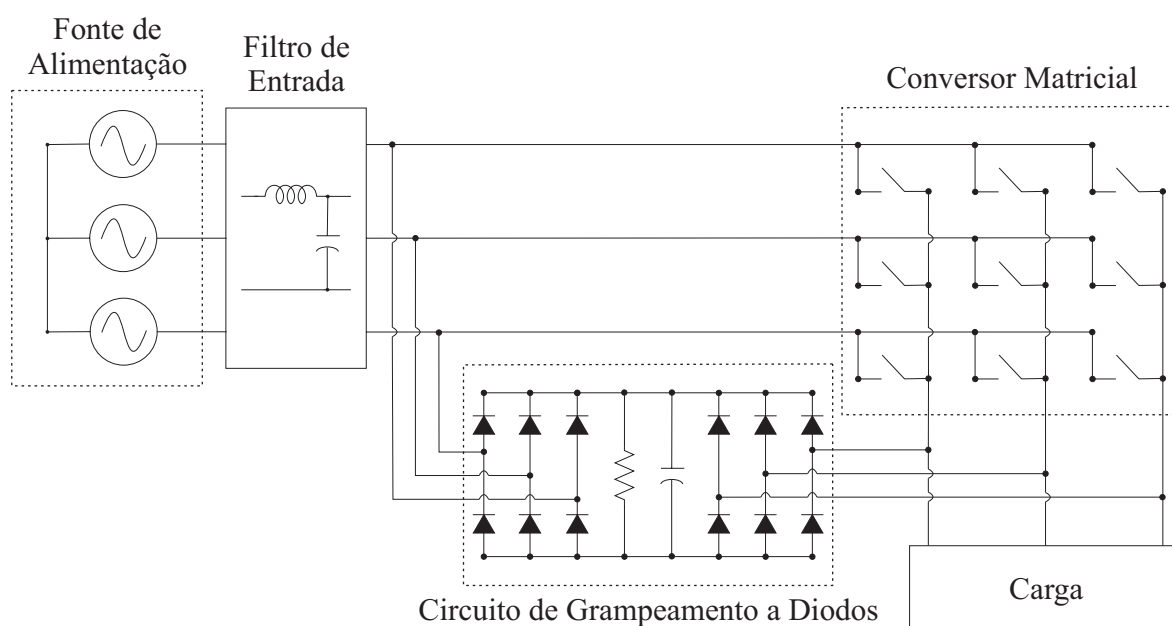 Fonte de
Alimentação
Filtro de
Entrada
Conversor Matricial
Circuito de Grampeamento a Diodos
Carga